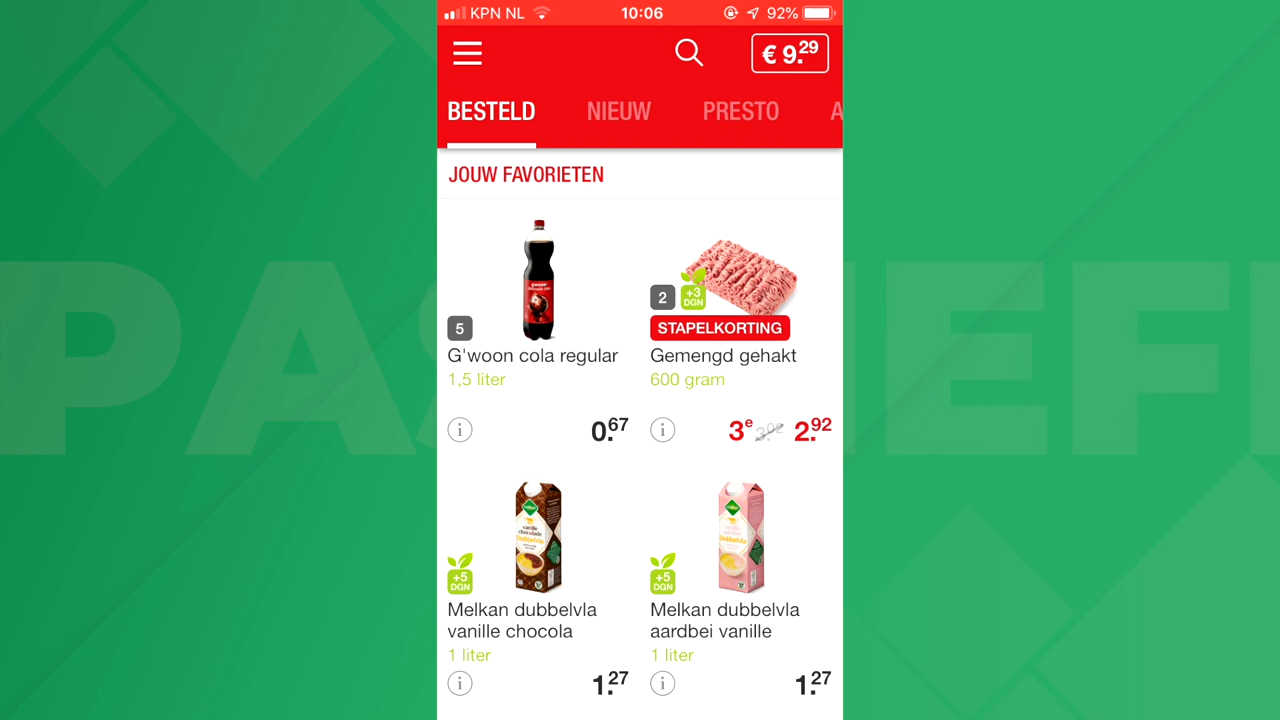 KPN NL 10:06 92%
€ 9.29
BESTELD NIEUW PRESTO A
JOUW FAVORIETEN
5
2 +3 DGN
STAPELKORTING
G'woon cola regular
1,5 liter
0.67
Gemengd gehakt
600 gram
3e 3.02 2.92
+5 DGN
Melkan dubbelvla
vanille chocola
1 liter
1.27
+5 DGN
Melkan dubbelvla
aardbei vanille
1 liter
1.27